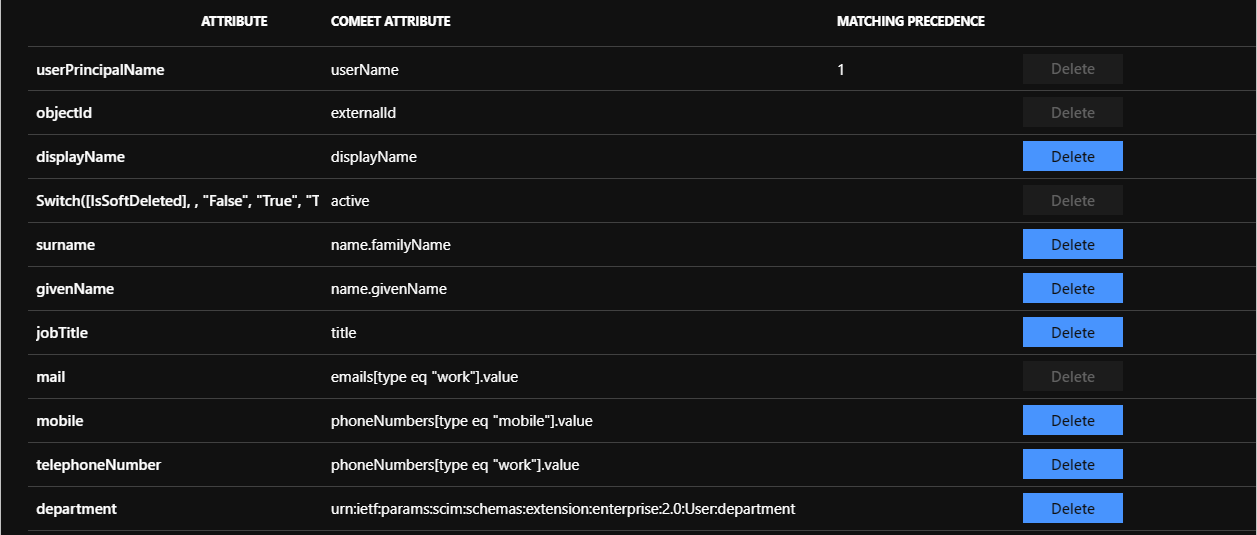 ATTRIBUTE COMEET ATTRIBUTE MATCHING PRECEDENCE
userPrincipalName userName 1 Delete
objectId externalId Delete
displayName displayName Delete
Switch([IsSoftDeleted], , "False", "True", "T active Delete
surname name.familyName Delete
givenName name.givenName Delete
jobTitle title Delete
mail emails[type eq "work"].value Delete
mobile phoneNumbers[type eq "mobile"].value Delete
telephoneNumber phoneNumbers[type eq "work"].value Delete
department urn:ietf:params:scim:schemas:extension:enterprise:2.0:User:department Delete